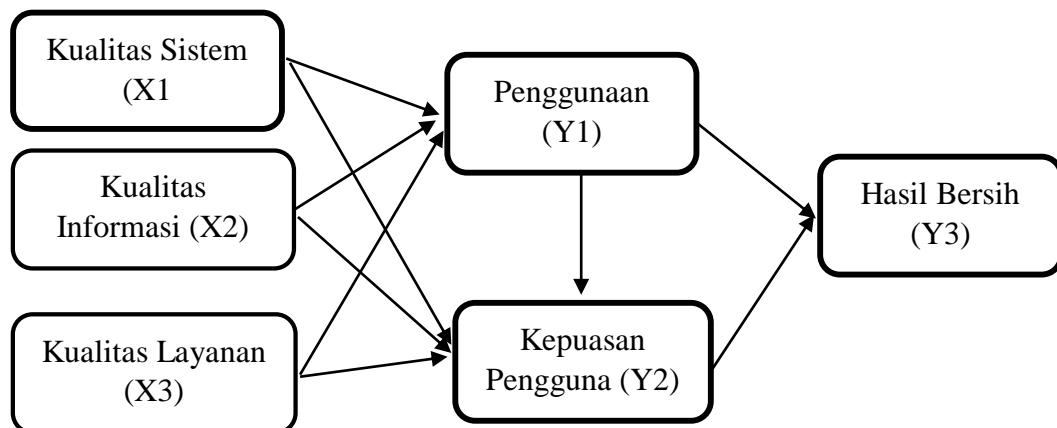 Kualitas Sistem
(X1
Kualitas
Informasi (X2)
Kualitas Layanan
(X3)
Penggunaan
(Y1)
Kepuasan
Pengguna (Y2)
Hasil Bersih
(Y3)